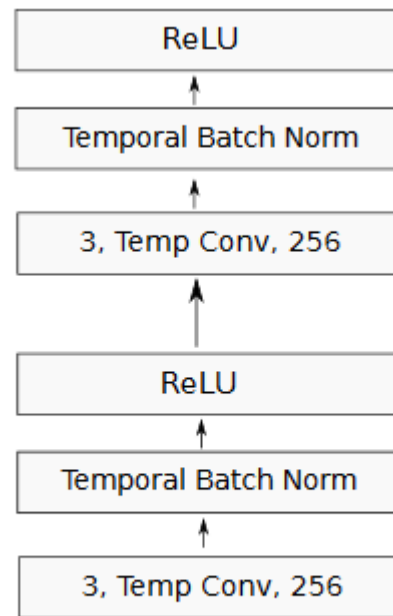 ReLU
Temporal Batch Norm
3, Temp Conv, 256
ReLU
Temporal Batch Norm
3, Temp Conv, 256